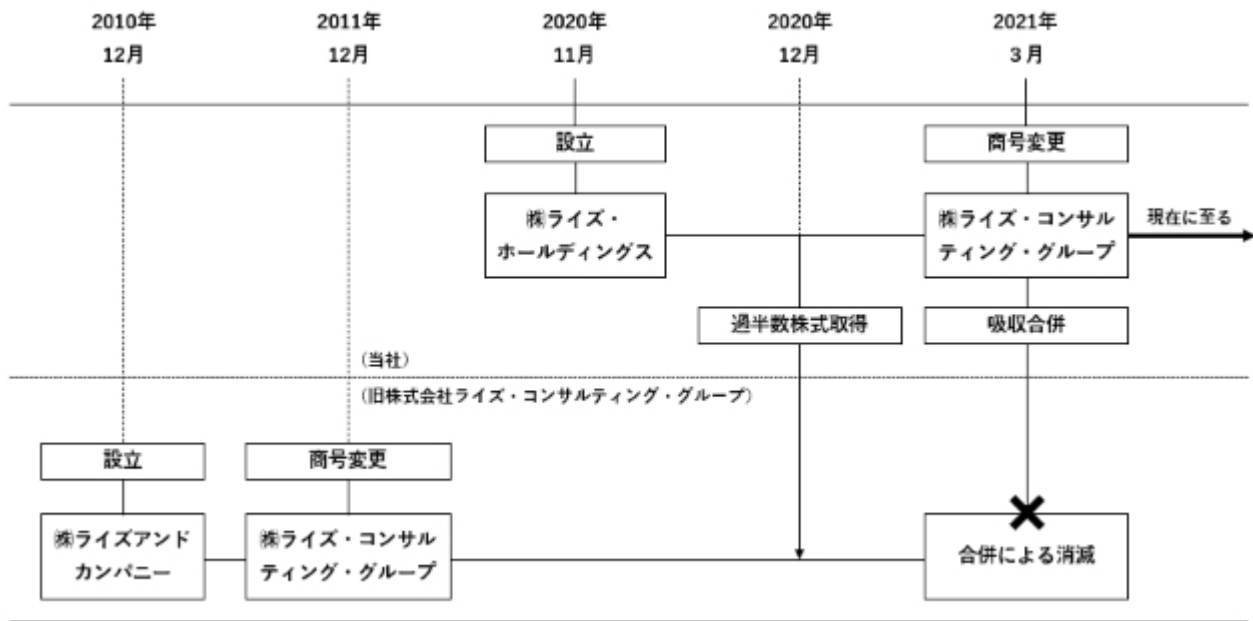 2010年
12月
2011年
12月
2020年
11月
2020年
12月
2021年
3月
設立
商号変更
㈱ライズ・
ホールディングス
㈱ライズ・コンサル
ティング・グループ
現在に至る
過半数株式取得
吸収合併
（当社）
（旧株式会社ライズ・コンサルティング・グループ）
設立
商号変更
㈱ライズアンド
カンパニー
㈱ライズ・コンサル
ティング・グループ
合併による消滅